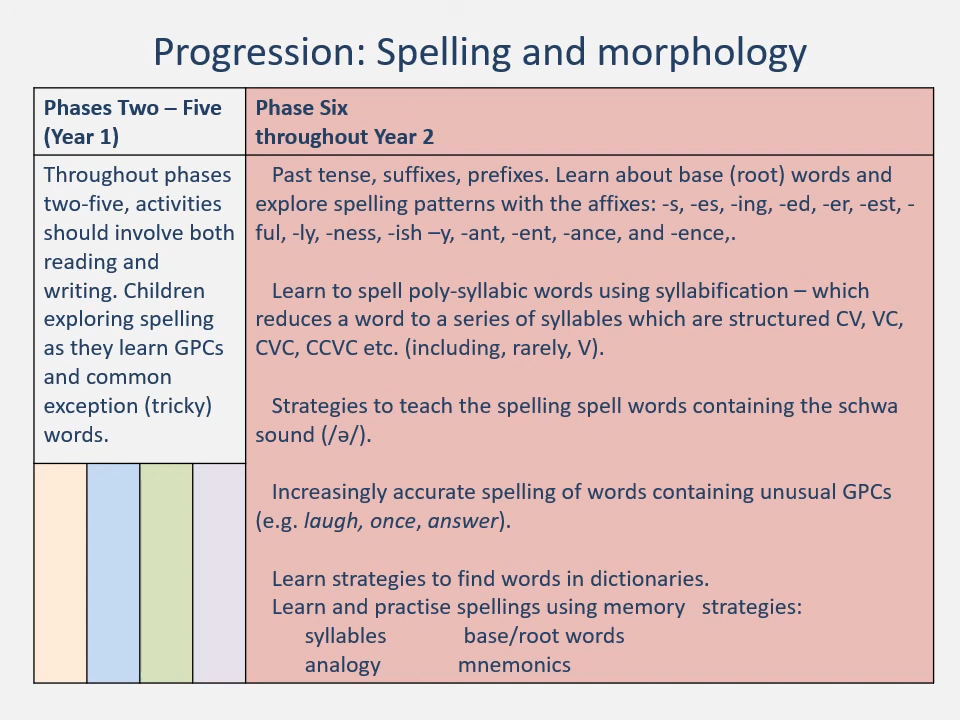 Progression: Spelling and morphology
Phases Two – Five
(Year 1)
Phase Six
throughout Year 2
Throughout phases
two-five, activities
should involve both
reading and
writing. Children
exploring spelling
as they learn GPCs
and common
exception (tricky)
words.
Past tense, suffixes, prefixes. Learn about base (root) words and
explore spelling patterns with the affixes: -s, -es, -ing, -ed, -er, -est, -
ful, -ly, -ness, -ish –y, -ant, -ent, -ance, and -ence,.
Learn to spell poly-syllabic words using syllabification – which
reduces a word to a series of syllables which are structured CV, VC,
CVC, CCVC etc. (including, rarely, V).
Strategies to teach the spelling spell words containing the schwa
sound (/ə/).
Increasingly accurate spelling of words containing unusual GPCs
(e.g. laugh, once, answer).
Learn strategies to find words in dictionaries.
Learn and practise spellings using memory strategies:
syllables base/root words
analogy mnemonics